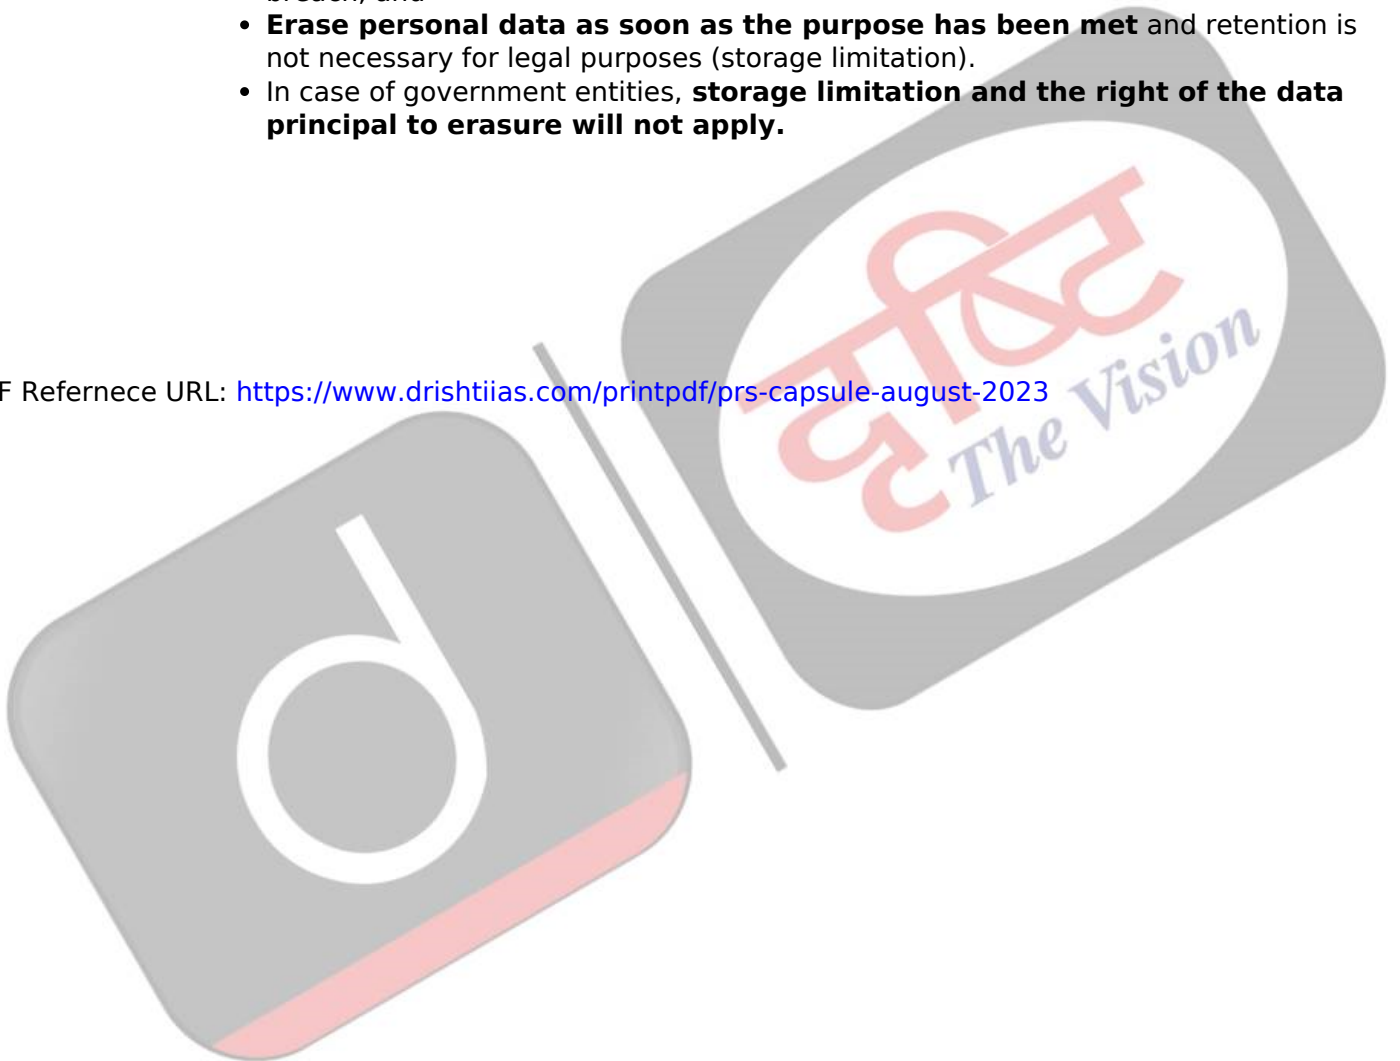 breach, and
• Erase personal data as soon as the purpose has been met and retention is
not necessary for legal purposes (storage limitation).
• In case of government entities, storage limitation and the right of the data
principal to erasure will not apply.
दृष्टि
The Vision
F Refernece URL: https://www.drishtiias.com/printpdf/prs-capsule-august-2023
d